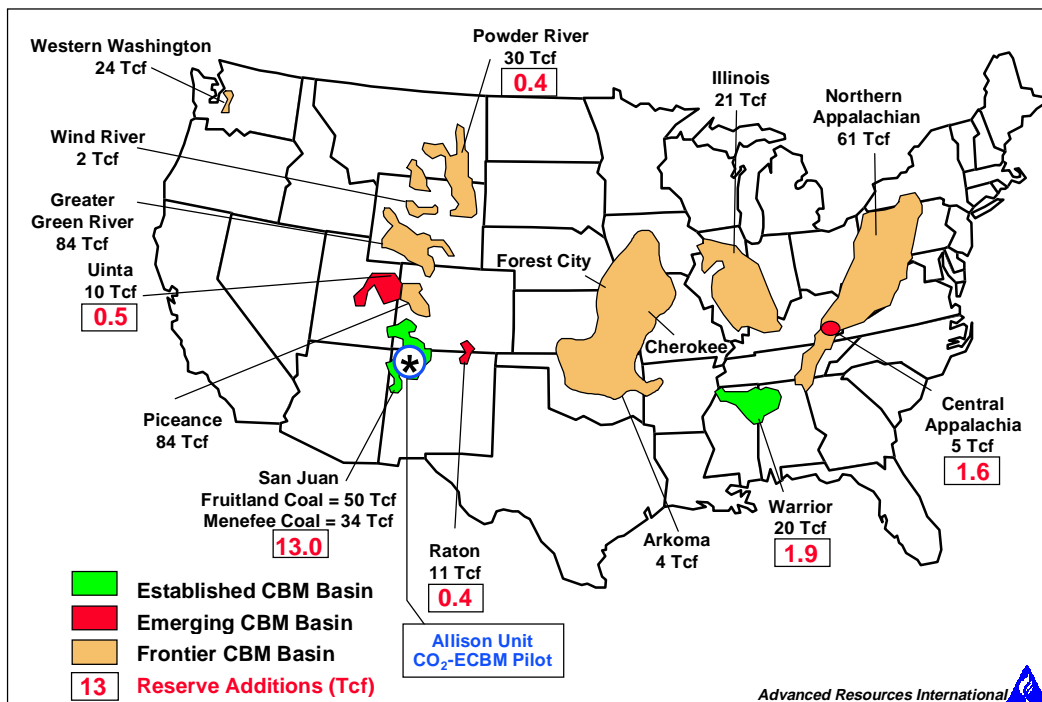 Western Washington
24 Tcf
Powder River
30 Tcf
0.4
Illinois
21 Tcf
Northern
Appalachian
61 Tcf
Wind River
2 Tcf
Greater
Green River
84 Tcf
Uinta
10 Tcf
0.5
Forest City
Cherokee
*
Piceance
84 Tcf
San Juan
Fruitland Coal = 50 Tcf
Menefee Coal = 34 Tcf
13.0
Raton
11 Tcf
0.4
Arkoma
4 Tcf
Warrior
20 Tcf
1.9
Central
Appalachia
5 Tcf
1.6
Allison Unit
CO₂-ECBM Pilot
Established CBM Basin
Emerging CBM Basin
Frontier CBM Basin
13 Reserve Additions (Tcf)
Advanced Resources International